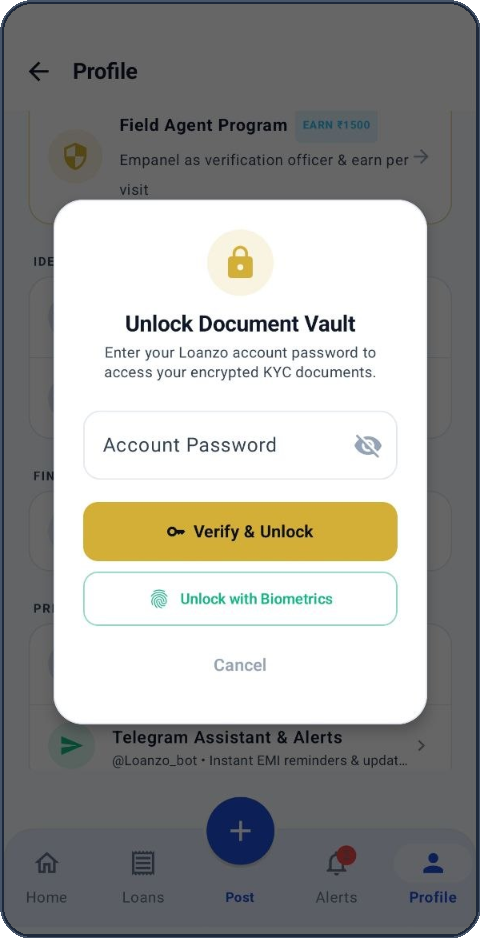 Profile
Field Agent Program EARN ₹1500
Empanel as verification officer & earn per
visit
IDE
Unlock Document Vault
Enter your Loanzo account password to
access your encrypted KYC documents.
Account Password
FIN
Verify & Unlock
Unlock with Biometrics
PRI
Cancel
Telegram Assistant & Alerts
@Loanzo_bot • Instant EMI reminders & updat...
Home Loans Post Alerts Profile